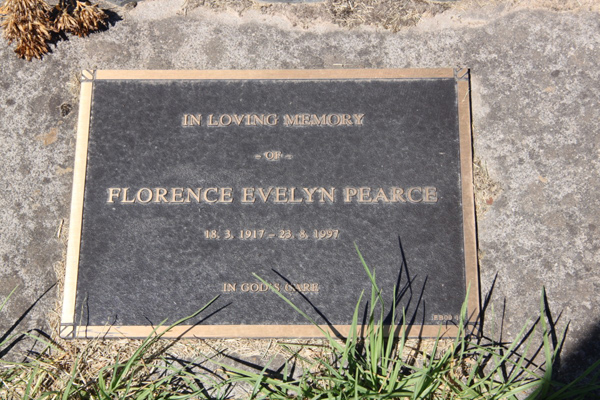 IN LOVING MEMORY
– OF –
FLORENCE EVELYN PEARCE
18. 3. 1917 – 23. 8. 1997
IN GOD'S CARE